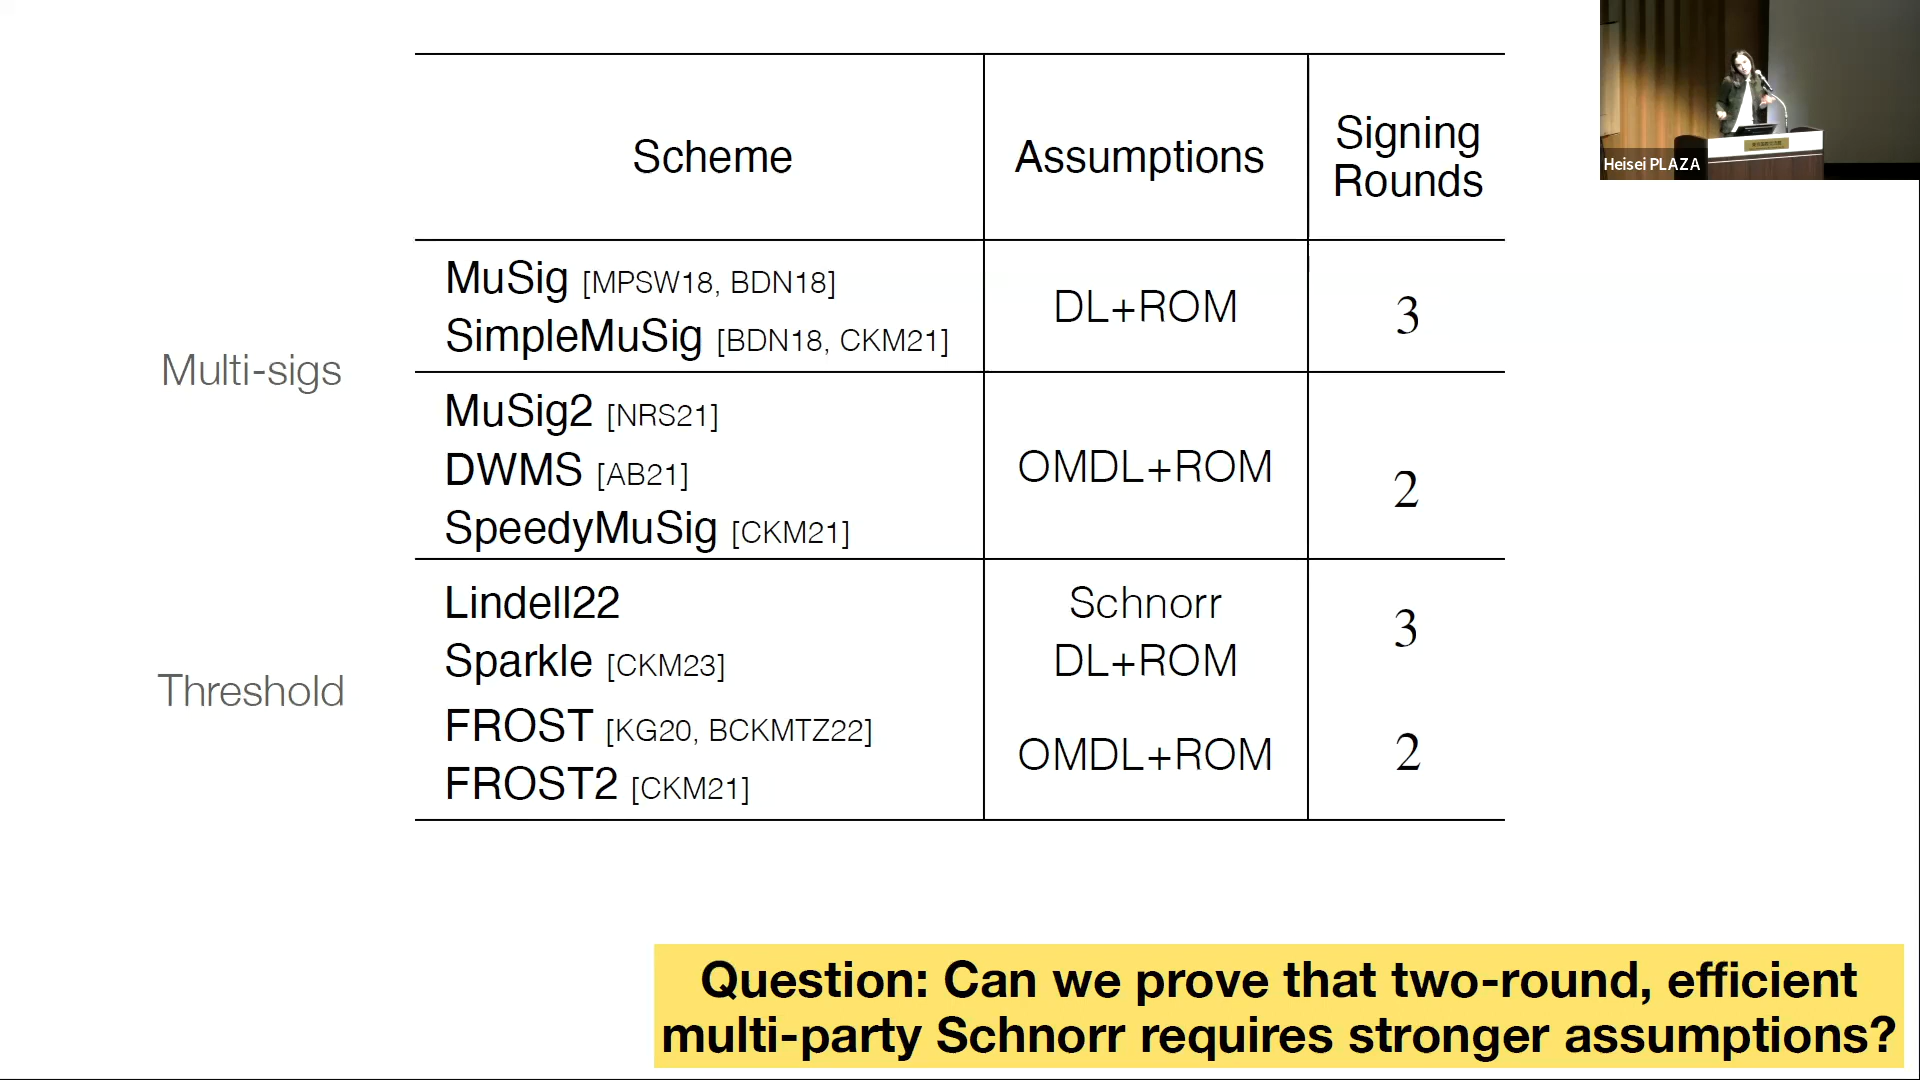 Scheme
Assumptions
Signing
Rounds
Multi-sigs
MuSig [MPSW18, BDN18]
SimpleMuSig [BDN18, CKM21]
DL+ROM
3
MuSig2 [NRS21]
DWMS [AB21]
SpeedyMuSig [CKM21]
OMDL+ROM
2
Threshold
Lindell22
Schnorr
Sparkle [CKM23]
DL+ROM
3
FROST [KG20, BCKMTZ22]
FROST2 [CKM21]
OMDL+ROM
2
Question: Can we prove that two-round, efficient
multi-party Schnorr requires stronger assumptions?
Heisei PLAZA